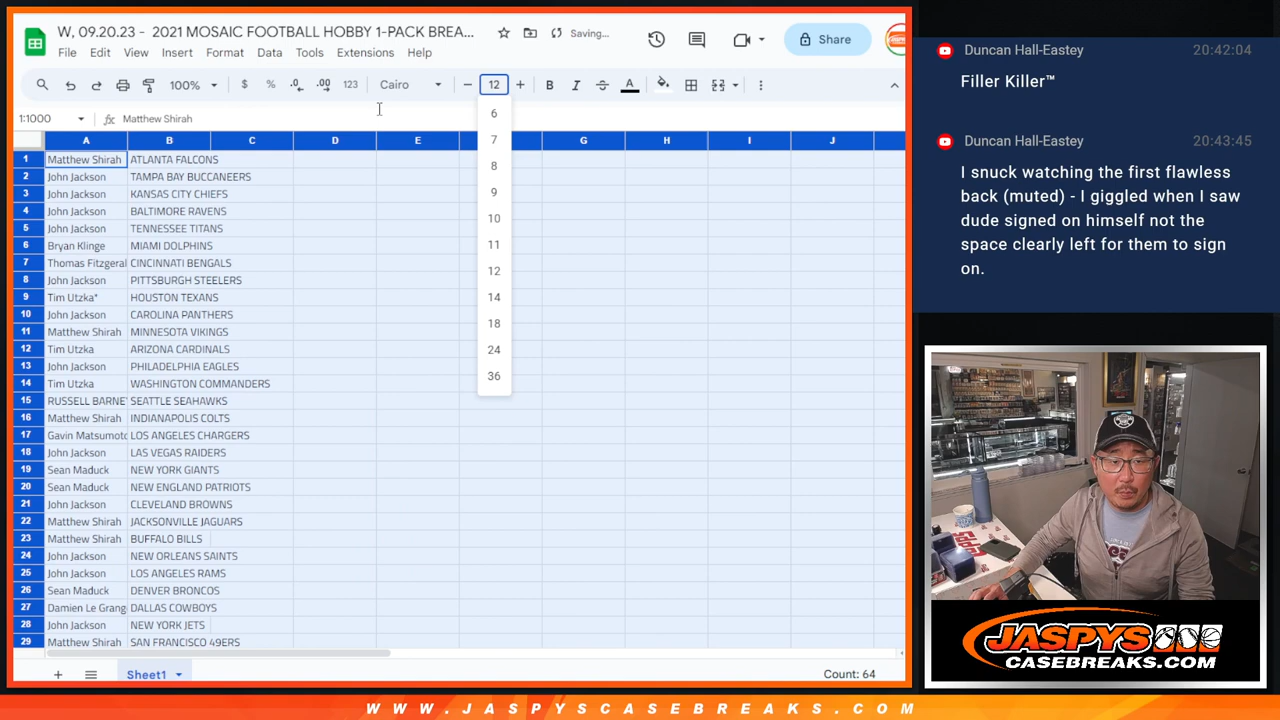 W, 09.20.23 - 2021 MOSAIC FOOTBALL HOBBY 1-PACK BREA...
Saving...
Share
File Edit View Insert Format Data Tools Extensions Help
100% $ % .0 .00 123 Cairo 12 B I S A
1:1000 fx Matthew Shirah
A B C D E G H I J
1 Matthew Shirah ATLANTA FALCONS
2 John Jackson TAMPA BAY BUCCANEERS
3 John Jackson KANSAS CITY CHIEFS
4 John Jackson BALTIMORE RAVENS
5 John Jackson TENNESSEE TITANS
6 Bryan Klinge MIAMI DOLPHINS
7 Thomas Fitzgeral CINCINNATI BENGALS
8 John Jackson PITTSBURGH STEELERS
9 Tim Utzka* HOUSTON TEXANS
10 John Jackson CAROLINA PANTHERS
11 Matthew Shirah MINNESOTA VIKINGS
12 Tim Utzka ARIZONA CARDINALS
13 John Jackson PHILADELPHIA EAGLES
14 Tim Utzka WASHINGTON COMMANDERS
15 RUSSELL BARNE SEATTLE SEAHAWKS
16 Matthew Shirah INDIANAPOLIS COLTS
17 Gavin Matsumoto LOS ANGELES CHARGERS
18 John Jackson LAS VEGAS RAIDERS
19 Sean Maduck NEW YORK GIANTS
20 Sean Maduck NEW ENGLAND PATRIOTS
21 John Jackson CLEVELAND BROWNS
22 Matthew Shirah JACKSONVILLE JAGUARS
23 Matthew Shirah BUFFALO BILLS
24 John Jackson NEW ORLEANS SAINTS
25 John Jackson LOS ANGELES RAMS
26 Sean Maduck DENVER BRONCOS
27 Damien Le Grang DALLAS COWBOYS
28 John Jackson NEW YORK JETS
29 Matthew Shirah SAN FRANCISCO 49ERS
6
7
8
9
10
11
12
14
18
24
36
Sheet1
Count: 64
Duncan Hall-Eastey 20:42:04
Filler Killer™
Duncan Hall-Eastey 20:43:45
I snuck watching the first flawless
back (muted) - I giggled when I saw
dude signed on himself not the
space clearly left for them to sign
on.
JASPYS
CASEBREAKS.COM
WWW.JASPYSCASEBREAKS.COM